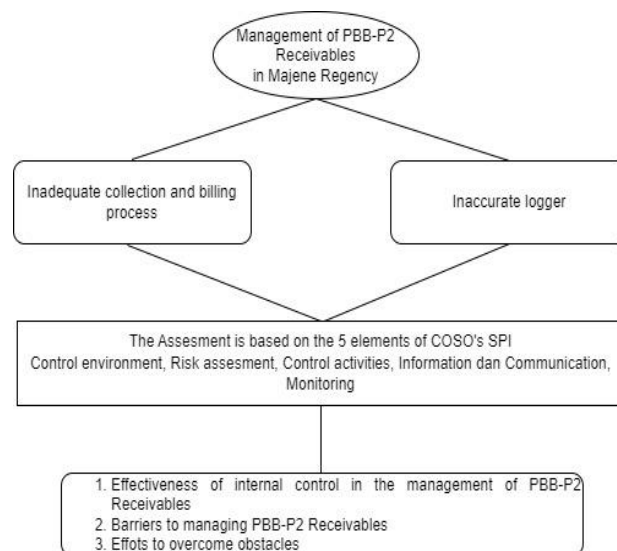 Management of PBB-P2
Receivables
in Majene Regency
Inadequate collection and billing
process
Inaccurate logger
The Assesment is based on the 5 elements of COSO's SPI
Control environment, Risk assesment, Control activities, Information dan Communication,
Monitoring
1. Effectiveness of internal control in the management of PBB-P2
Receivables
2. Barriers to managing PBB-P2 Receivables
3. Effots to overcome obstacles